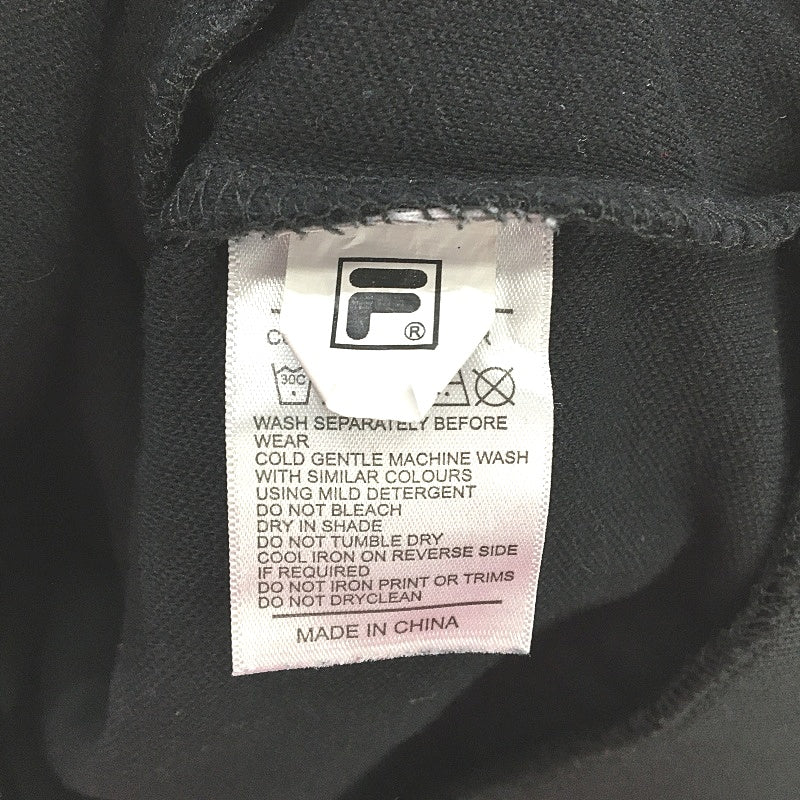 F®
30C
WASH SEPARATELY BEFORE
WEAR
COLD GENTLE MACHINE WASH
WITH SIMILAR COLOURS
USING MILD DETERGENT
DO NOT BLEACH
DRY IN SHADE
DO NOT TUMBLE DRY
COOL IRON ON REVERSE SIDE
IF REQUIRED
DO NOT IRON PRINT OR TRIMS
DO NOT DRYCLEAN
MADE IN CHINA